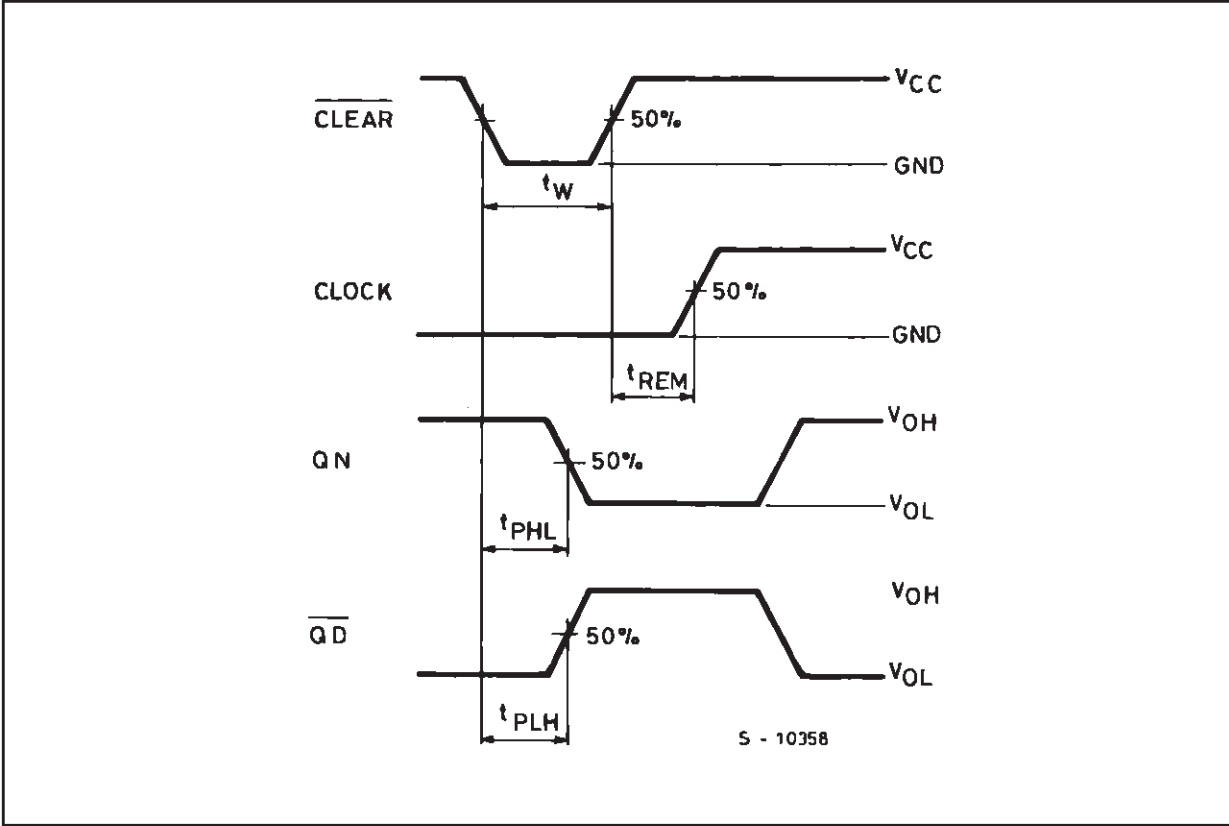 VCC
CLEAR
50%
GND
tW
VCC
CLOCK
50%
GND
tREM
VOH
QN
50%
VOL
tPHL
VOH
QD
50%
VOL
tPLH
S - 10358